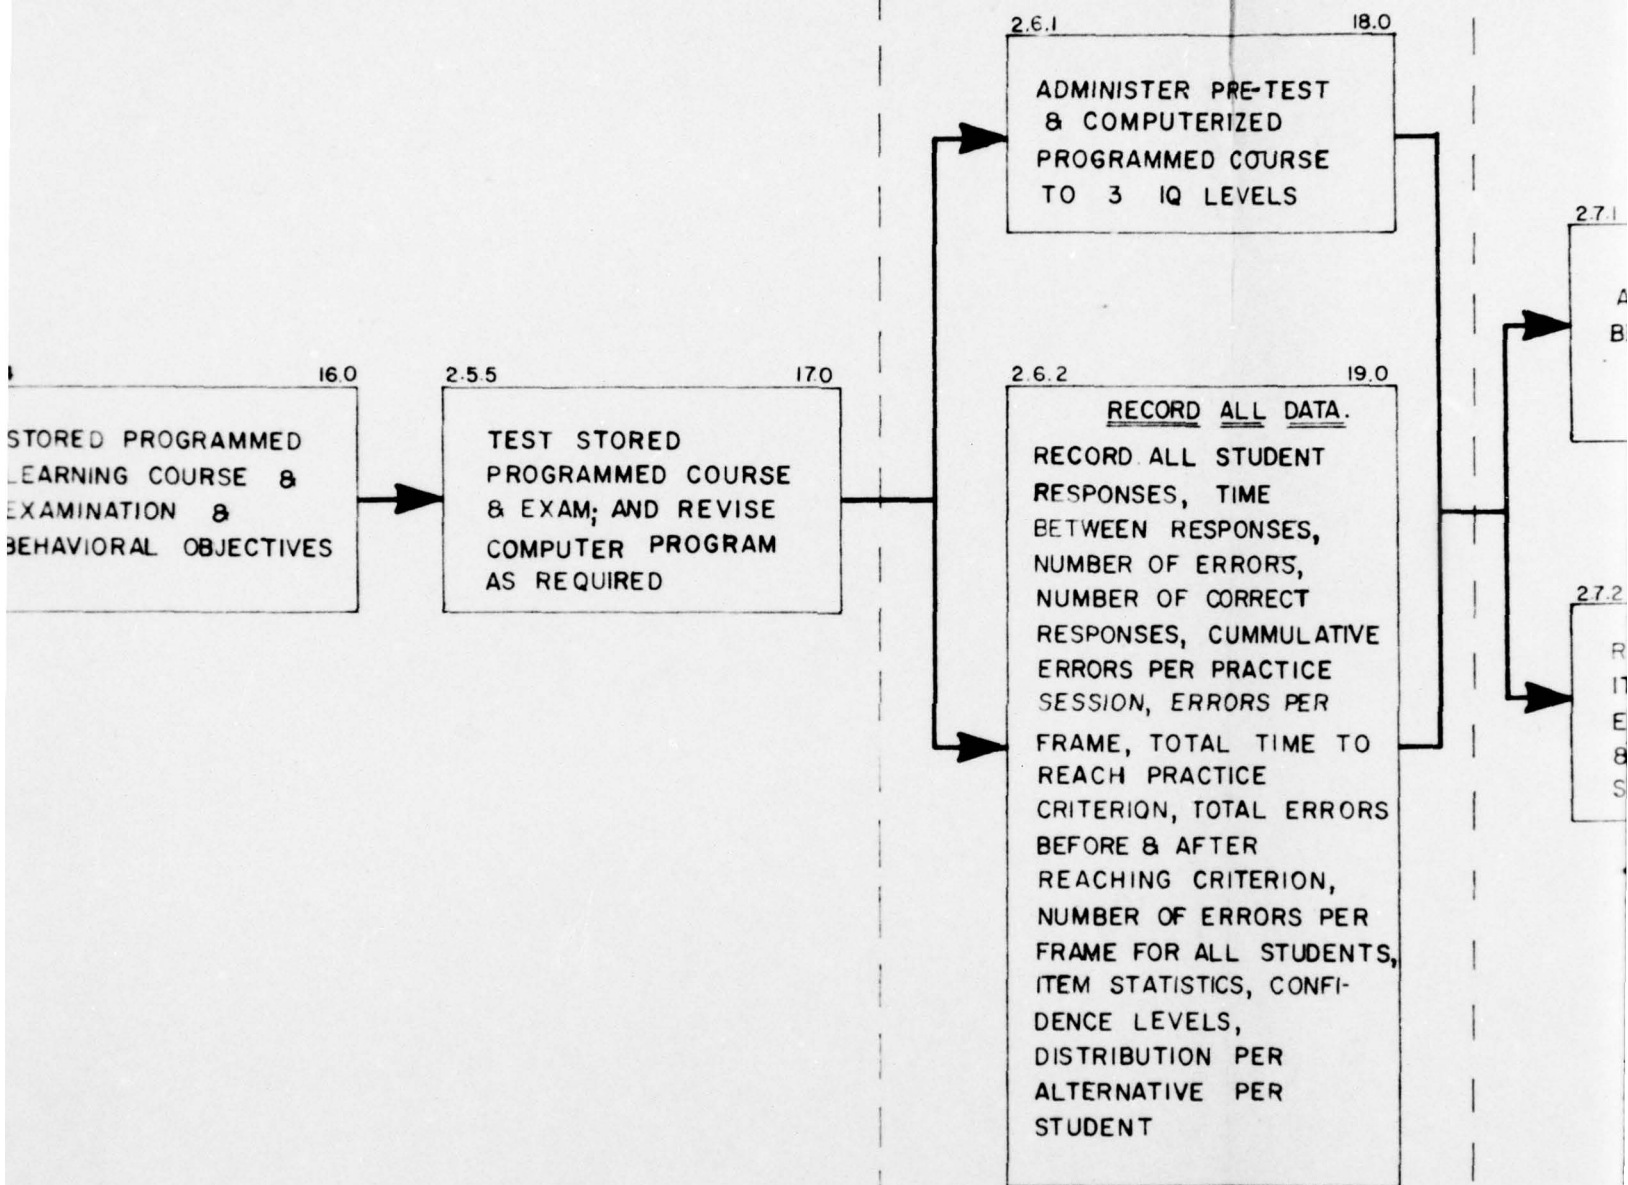 2.6.1 18.0
ADMINISTER PRE-TEST
& COMPUTERIZED
PROGRAMMED COURSE
TO 3 IQ LEVELS
16.0
STORED PROGRAMMED
LEARNING COURSE &
EXAMINATION &
BEHAVIORAL OBJECTIVES
2.5.5 17.0
TEST STORED
PROGRAMMED COURSE
& EXAM; AND REVISE
COMPUTER PROGRAM
AS REQUIRED
2.6.2 19.0
RECORD ALL DATA.
RECORD ALL STUDENT
RESPONSES, TIME
BETWEEN RESPONSES,
NUMBER OF ERRORS,
NUMBER OF CORRECT
RESPONSES, CUMMULATIVE
ERRORS PER PRACTICE
SESSION, ERRORS PER
FRAME, TOTAL TIME TO
REACH PRACTICE
CRITERION, TOTAL ERRORS
BEFORE & AFTER
REACHING CRITERION,
NUMBER OF ERRORS PER
FRAME FOR ALL STUDENTS,
ITEM STATISTICS, CONFI-
DENCE LEVELS,
DISTRIBUTION PER
ALTERNATIVE PER
STUDENT
2.7.1
2.7.2
&